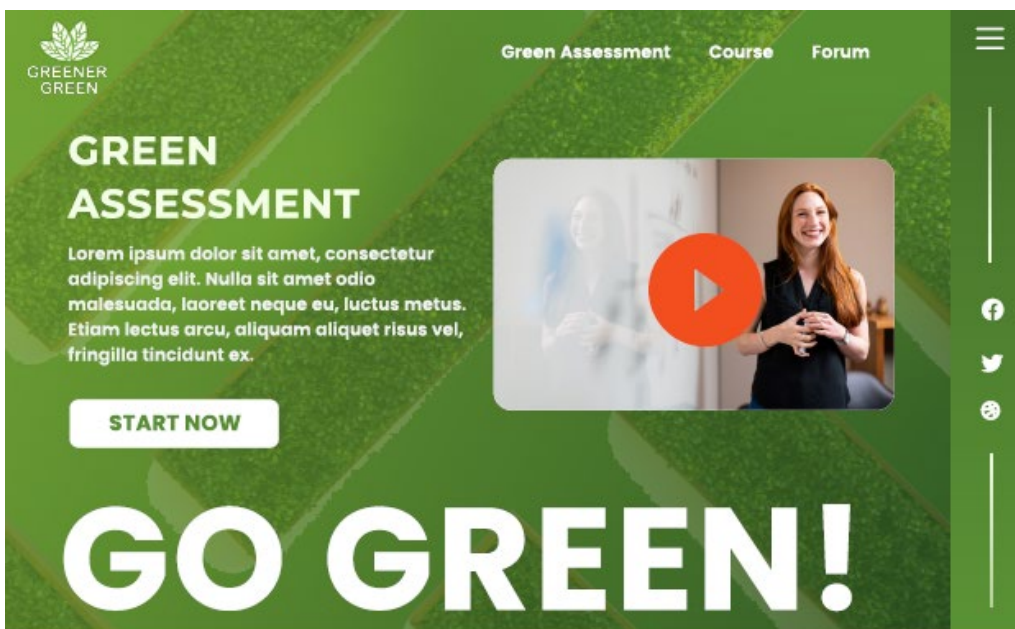 GREENER
GREEN
Green Assessment Course Forum
GREEN
ASSESSMENT
Lorem ipsum dolor sit amet, consectetur
adipiscing elit. Nulla sit amet odio
malesuada, laoreet neque eu, luctus metus.
Etiam lectus arcu, aliquam aliquet risus vel,
fringilla tincidunt ex.
START NOW
GO GREEN!